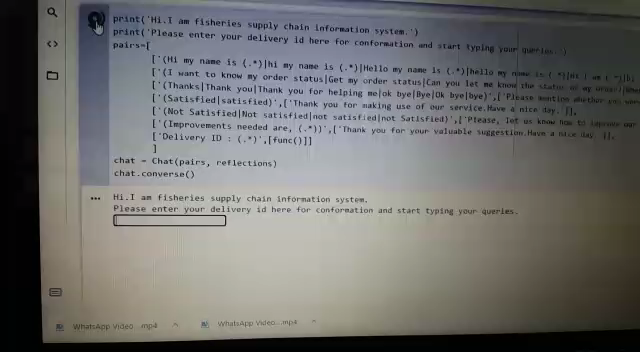 print('Hi.I am fisheries supply chain information system.')
print('Please enter your delivery id here for conformation and start typing your queries.')
pairs=[
['(Hi my name is (.*)|hi my name is (.*)|Hello my name is (.*)|hello my name is (.*)|
['(I want to know my order status|Get my order status|Can you let me know the status of my
['(Thanks|Thank you|Thank you for helping me|ok bye|Bye|Ok bye|bye)',['Please mention whether you
['(Satisfied|satisfied)',['Thank you for making use of our service.Have a nice day.']],
['(Not Satisfied|Not satisfied|not satisfied|not Satisfied)',['Please, let us know how to improve our
['(Improvements needed are, (.*))',['Thank you for your valuable suggestion.Have a nice day.
['Delivery ID : (.*)',[func()]]
]
chat = Chat(pairs, reflections)
chat.converse()
Hi.I am fisheries supply chain information system.
Please enter your delivery id here for conformation and start typing your queries.
WhatsApp Video ...mp4
WhatsApp Video....mp4